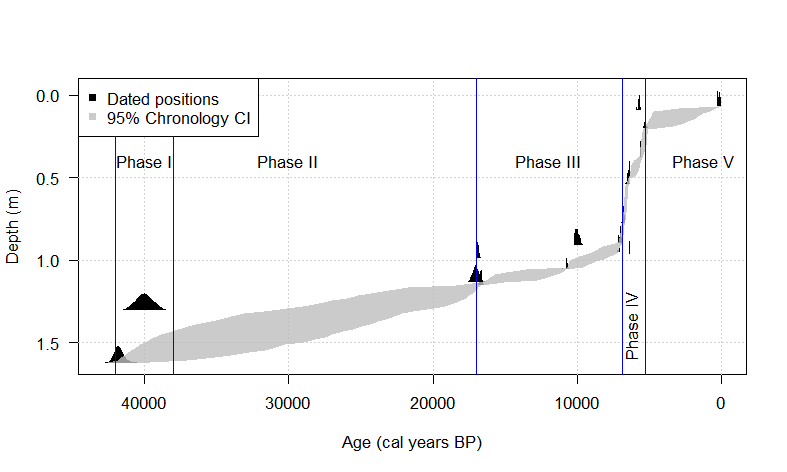 0.0
Dated positions
95% Chronology CI
Phase I
Phase II
Phase III
Phase V
0.5
Depth (m)
1.0
Phase IV
1.5
40000
30000
20000
10000
0
Age (cal years BP)